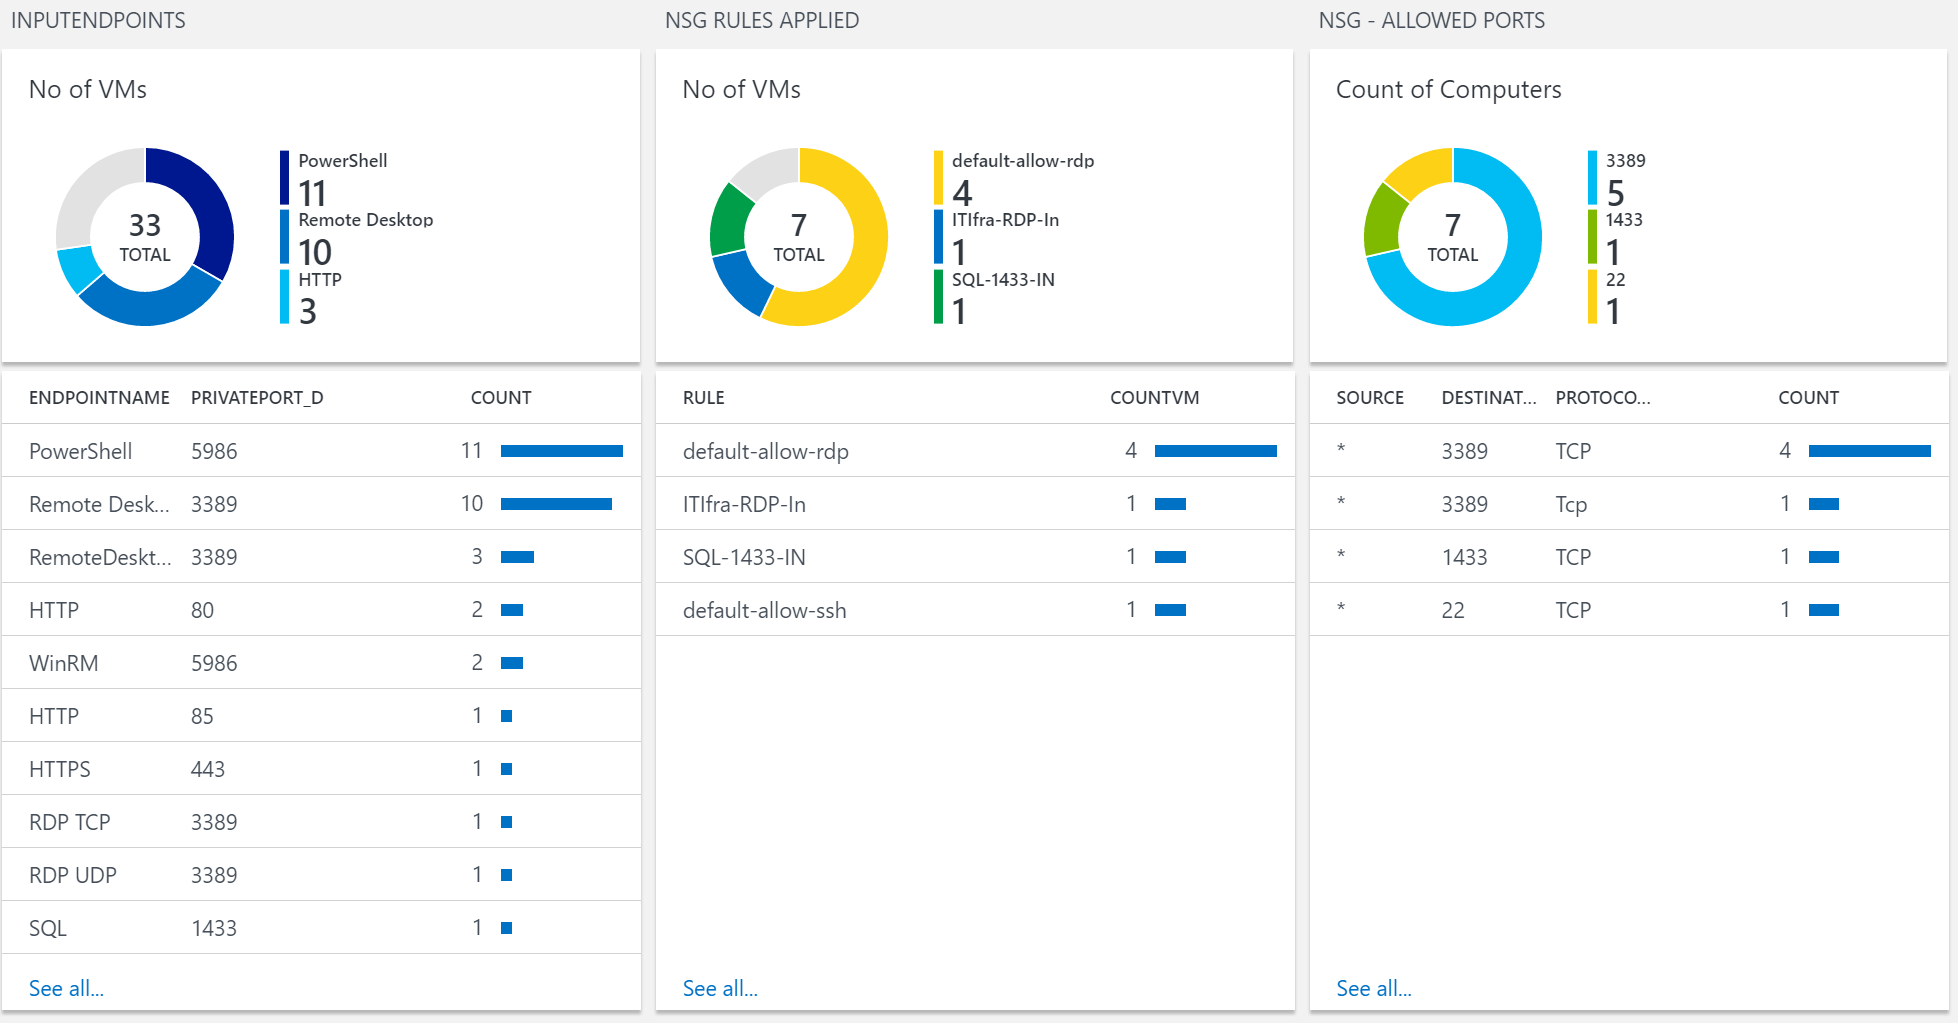 INPUTENDPOINTS
No of VMs
33
TOTAL
PowerShell
11
Remote Desktop
10
HTTP
3
ENDPOINTNAME PRIVATEPORT_D COUNT
PowerShell 5986 11
Remote Desk... 3389 10
RemoteDeskt... 3389 3
HTTP 80 2
WinRM 5986 2
HTTP 85 1
HTTPS 443 1
RDP TCP 3389 1
RDP UDP 3389 1
SQL 1433 1
See all...
NSG RULES APPLIED
No of VMs
7
TOTAL
default-allow-rdp
4
ITIfra-RDP-In
1
SQL-1433-IN
1
RULE COUNTVM
default-allow-rdp 4
ITIfra-RDP-In 1
SQL-1433-IN 1
default-allow-ssh 1
See all...
NSG - ALLOWED PORTS
Count of Computers
7
TOTAL
3389
5
1433
1
22
1
SOURCE DESTINAT... PROTOCO... COUNT
* 3389 TCP 4
* 3389 Tcp 1
* 1433 TCP 1
* 22 TCP 1
See all...